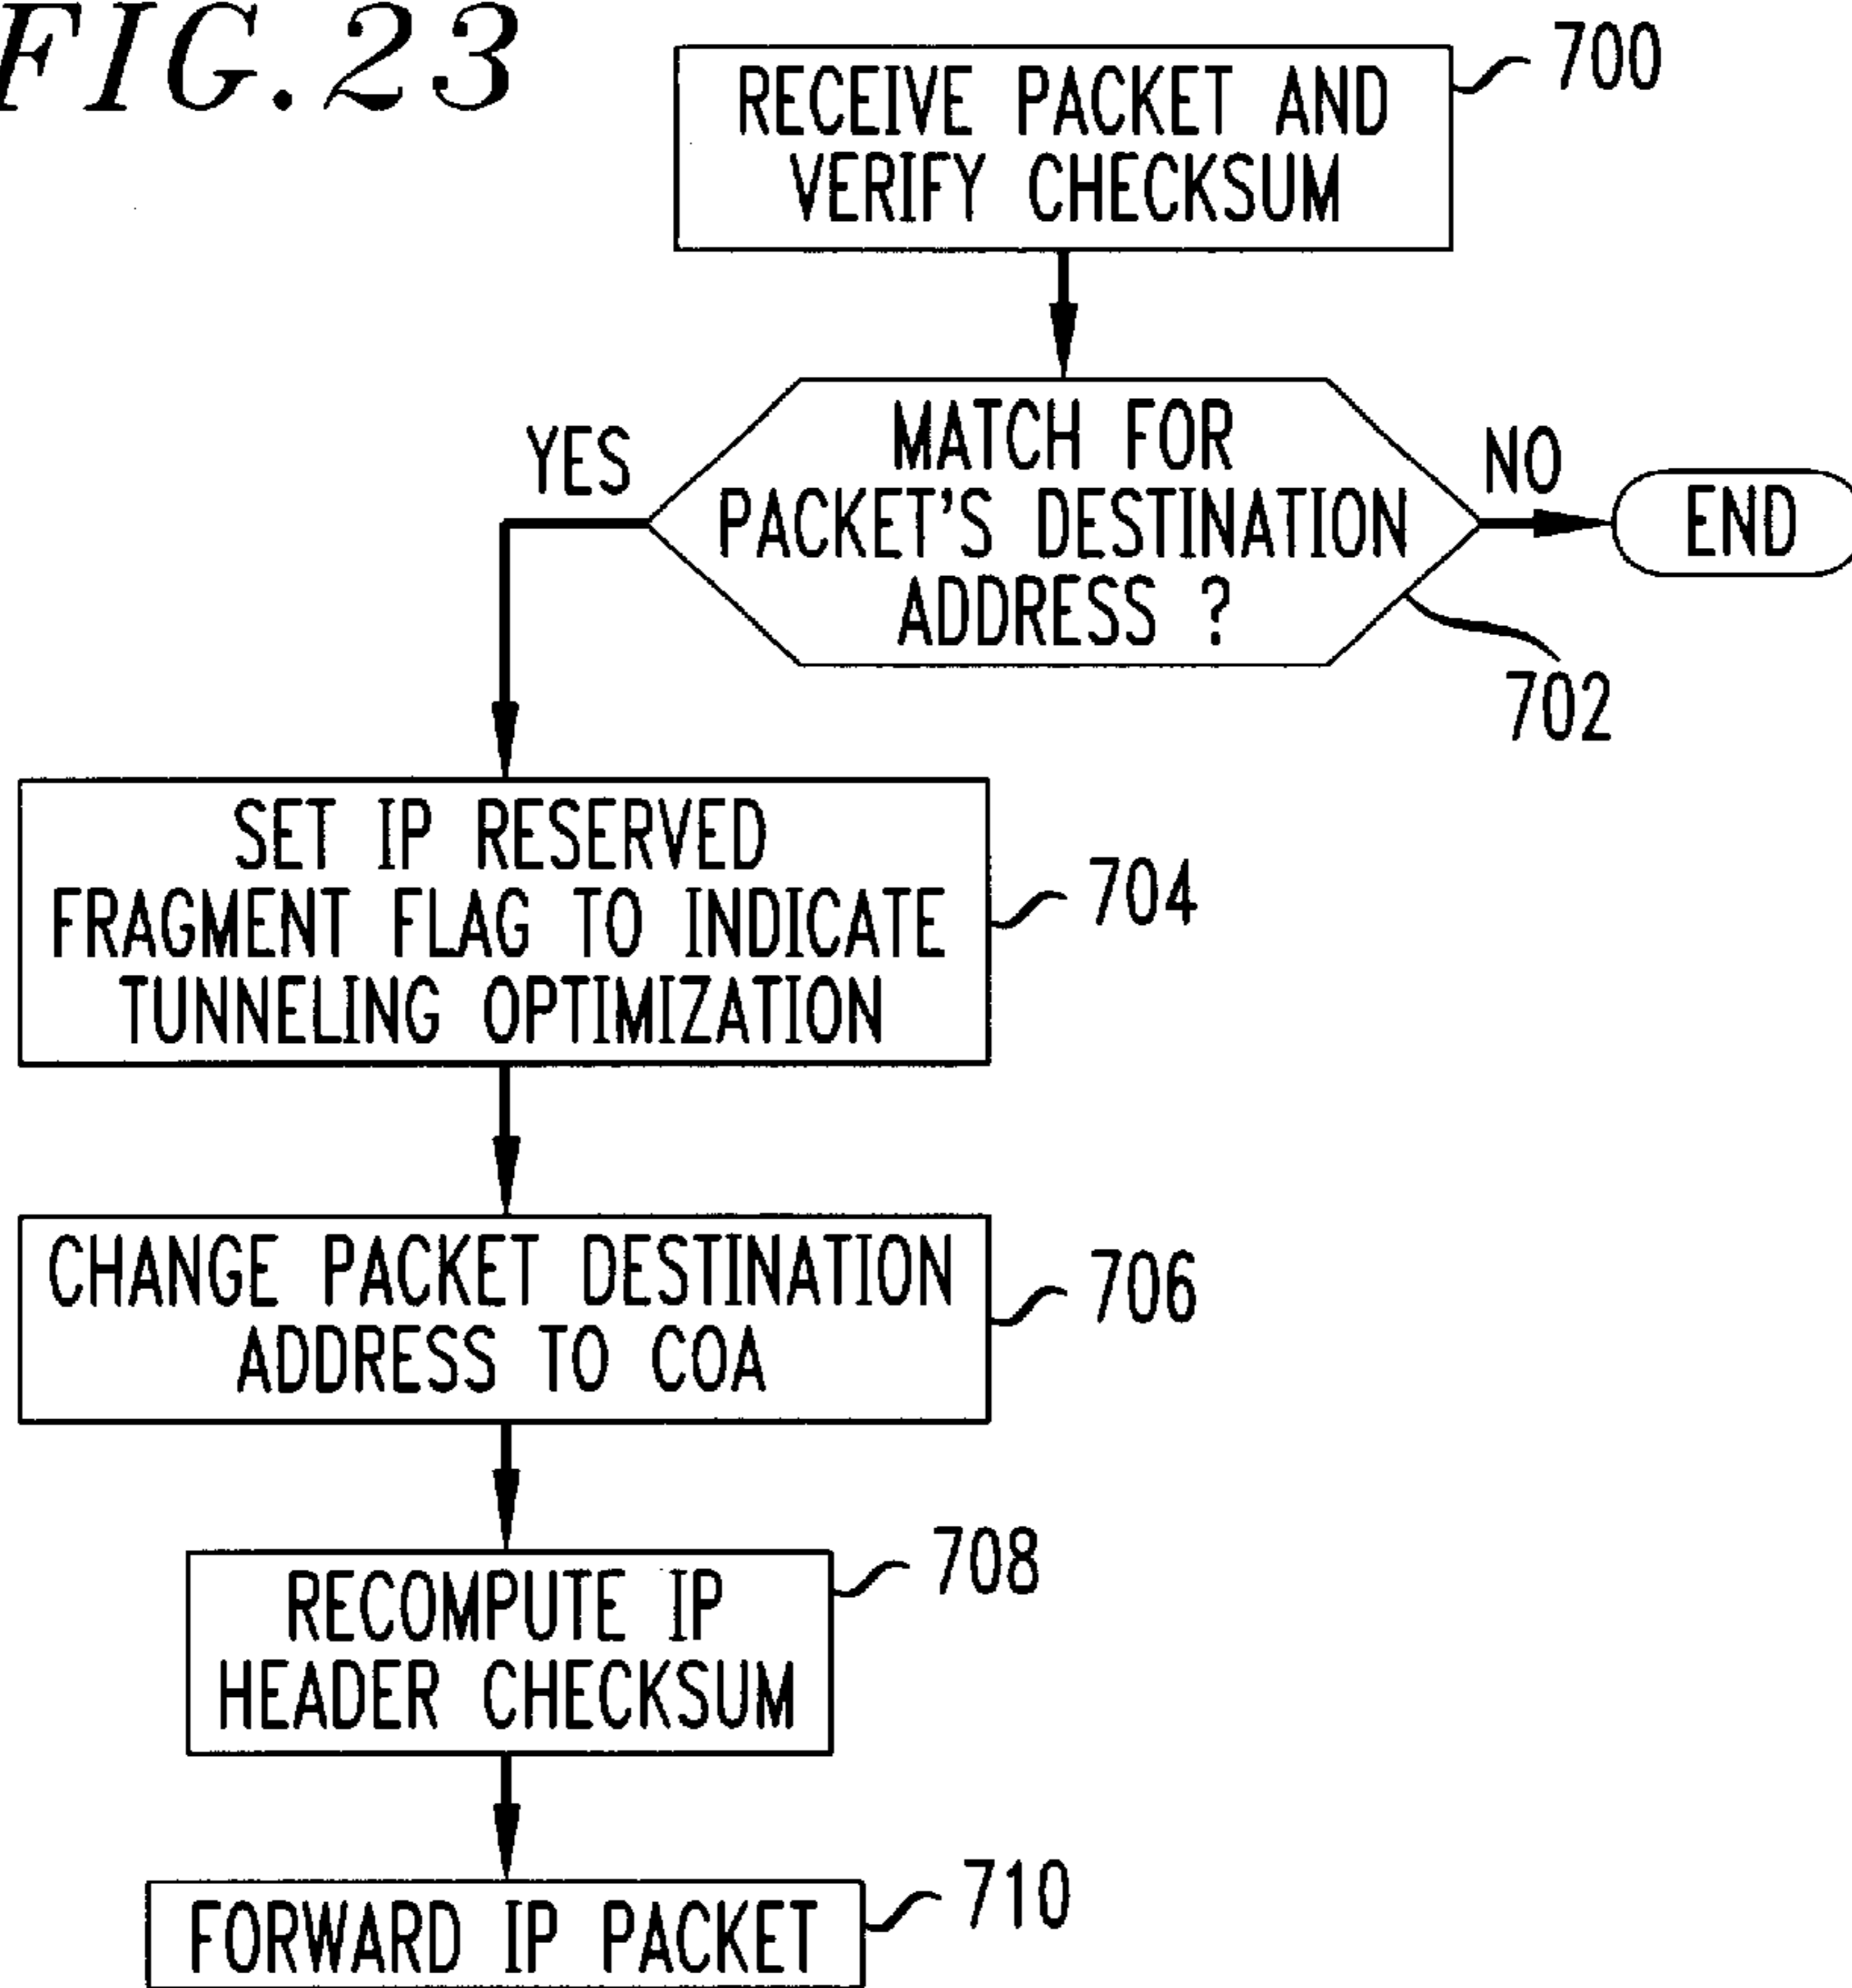 FIG.23
RECEIVE PACKET AND
VERIFY CHECKSUM
700
MATCH FOR
PACKET'S DESTINATION
ADDRESS ?
YES
NO
END
702
SET IP RESERVED
FRAGMENT FLAG TO INDICATE
TUNNELING OPTIMIZATION
704
CHANGE PACKET DESTINATION
ADDRESS TO COA
706
RECOMPUTE IP
HEADER CHECKSUM
708
FORWARD IP PACKET
710